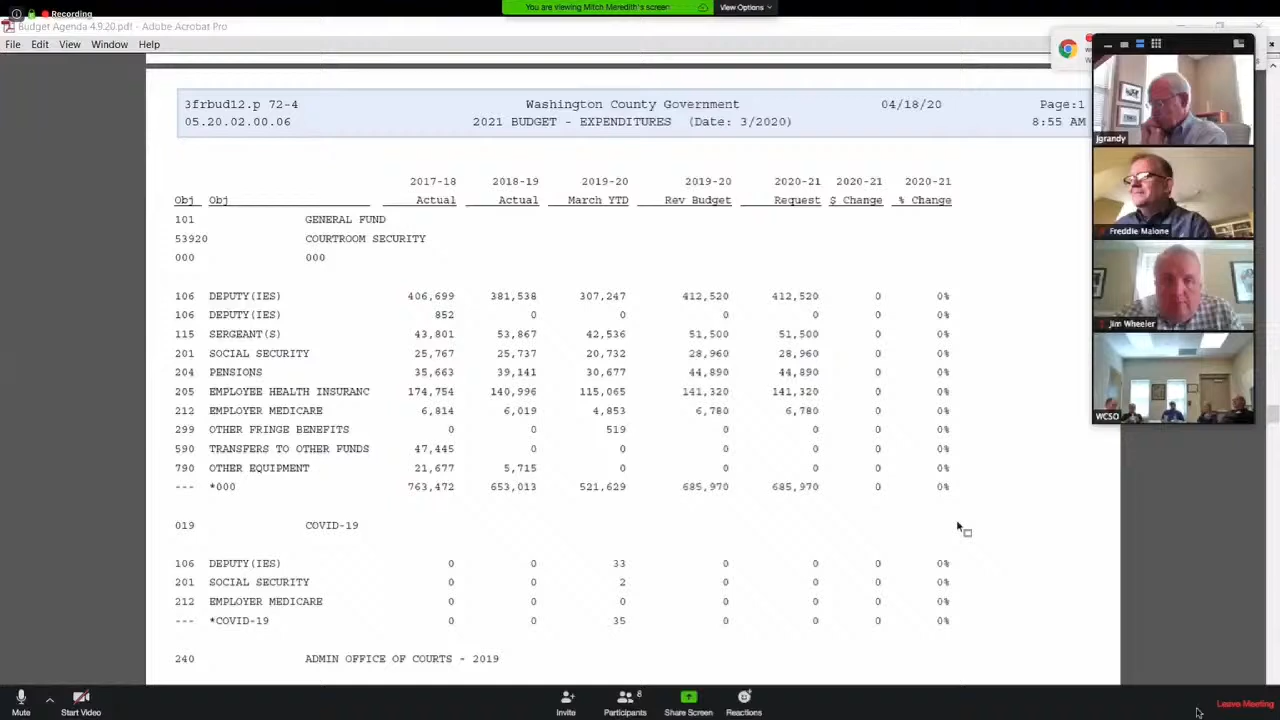 Recording
You are viewing Mitch Meredith's screen
View Options
Budget Agenda 4.9.20.pdf - Adobe Acrobat Pro
File Edit View Window Help
3frbud12.p 72-4 Washington County Government 04/18/20 Page:1
05.20.02.00.06 2021 BUDGET - EXPENDITURES (Date: 3/2020) 8:55 AM
2017-18 2018-19 2019-20 2019-20 2020-21 2020-21 2020-21
Obj Obj Actual Actual March YTD Rev Budget Request $ Change % Change
101 GENERAL FUND
53920 COURTROOM SECURITY
000 000
106 DEPUTY(IES) 406,699 381,538 307,247 412,520 412,520 0 0%
106 DEPUTY(IES) 852 0 0 0 0 0 0%
115 SERGEANT(S) 43,801 53,867 42,536 51,500 51,500 0 0%
201 SOCIAL SECURITY 25,767 25,737 20,732 28,960 28,960 0 0%
204 PENSIONS 35,663 39,141 30,677 44,890 44,890 0 0%
205 EMPLOYEE HEALTH INSURANC 174,754 140,996 115,065 141,320 141,320 0 0%
212 EMPLOYER MEDICARE 6,814 6,019 4,853 6,780 6,780 0 0%
299 OTHER FRINGE BENEFITS 0 0 519 0 0 0 0%
590 TRANSFERS TO OTHER FUNDS 47,445 0 0 0 0 0 0%
790 OTHER EQUIPMENT 21,677 5,715 0 0 0 0 0%
--- *000 763,472 653,013 521,629 685,970 685,970 0 0%
019 COVID-19
106 DEPUTY(IES) 0 0 33 0 0 0 0%
201 SOCIAL SECURITY 0 0 2 0 0 0 0%
212 EMPLOYER MEDICARE 0 0 0 0 0 0 0%
--- *COVID-19 0 0 35 0 0 0 0%
240 ADMIN OFFICE OF COURTS - 2019
jgrandy
Freddie Malone
Jim Wheeler
WCSO
Mute Start Video Invite Participants 8 Share Screen Reactions Leave Meeting